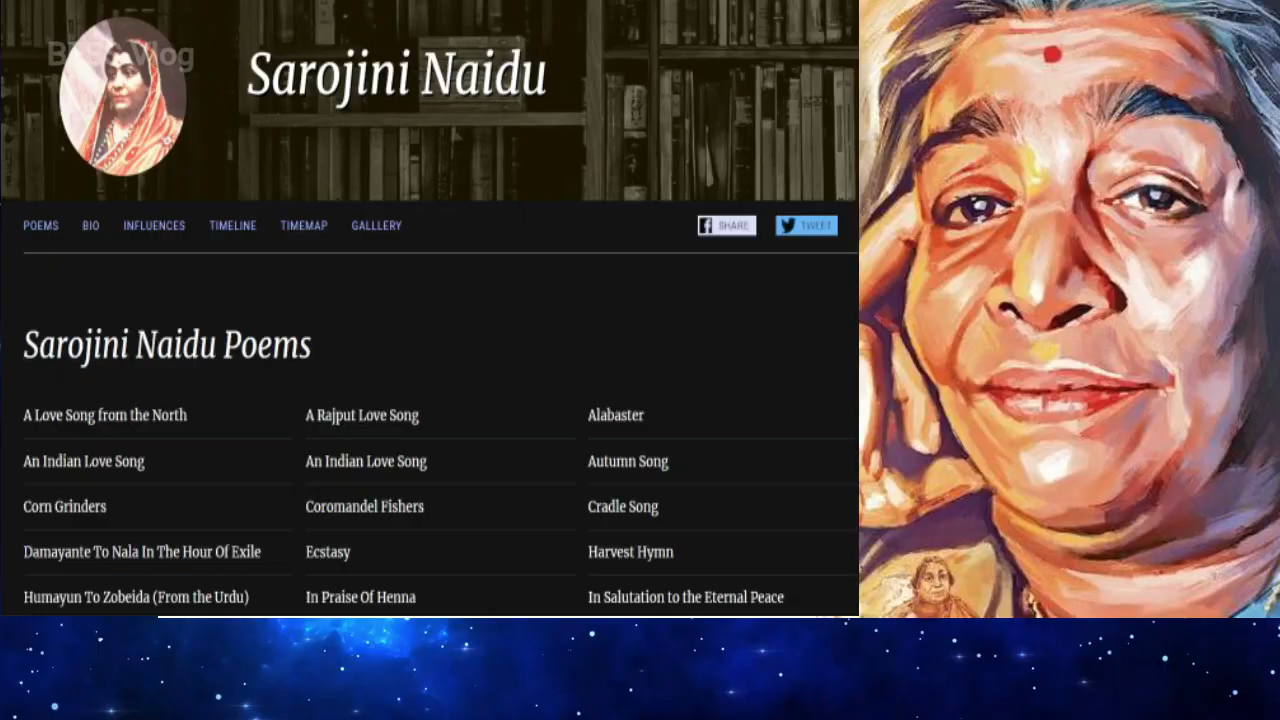 Sarojini Naidu
POEMS BIO INFLUENCES TIMELINE TIMEMAP GALLLERY SHARE TWEET
Sarojini Naidu Poems
A Love Song from the North A Rajput Love Song Alabaster
An Indian Love Song An Indian Love Song Autumn Song
Corn Grinders Coromandel Fishers Cradle Song
Damayante To Nala In The Hour Of Exile Ecstasy Harvest Hymn
Humayun To Zobeida (From the Urdu) In Praise Of Henna In Salutation to the Eternal Peace